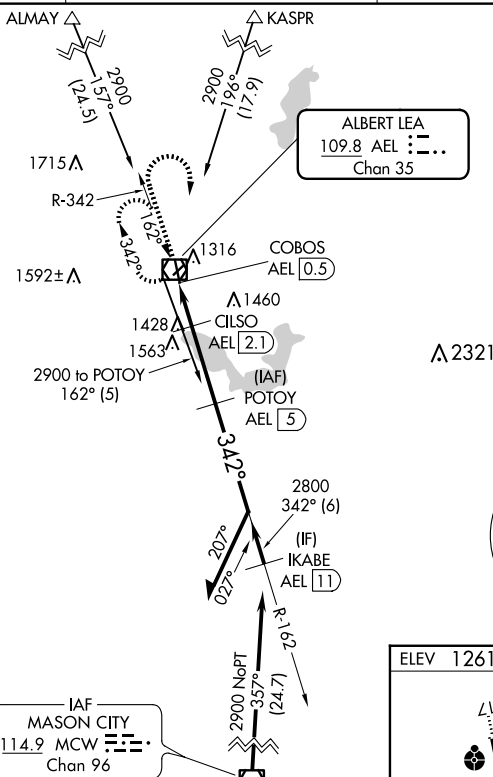 ALMAY
KASPR
2900
157°
(24.5)
2900
196°
(17.9)
ALBERT LEA
109.8 AEL
Chan 35
1715
R-342
162°
342°
1316
COBOS
AEL 0.5
1592±
1460
1428
CILSO
AEL 2.1
1563
2321
2900 to POTOY
162° (5)
(IAF)
POTOY
AEL 5
342°
2800
342° (6)
207°
027°
(IF)
IKABE
AEL 11
R-162
2900 NoPT
357°
(24.7)
ELEV 1261
IAF
MASON CITY
114.9 MCW
Chan 96